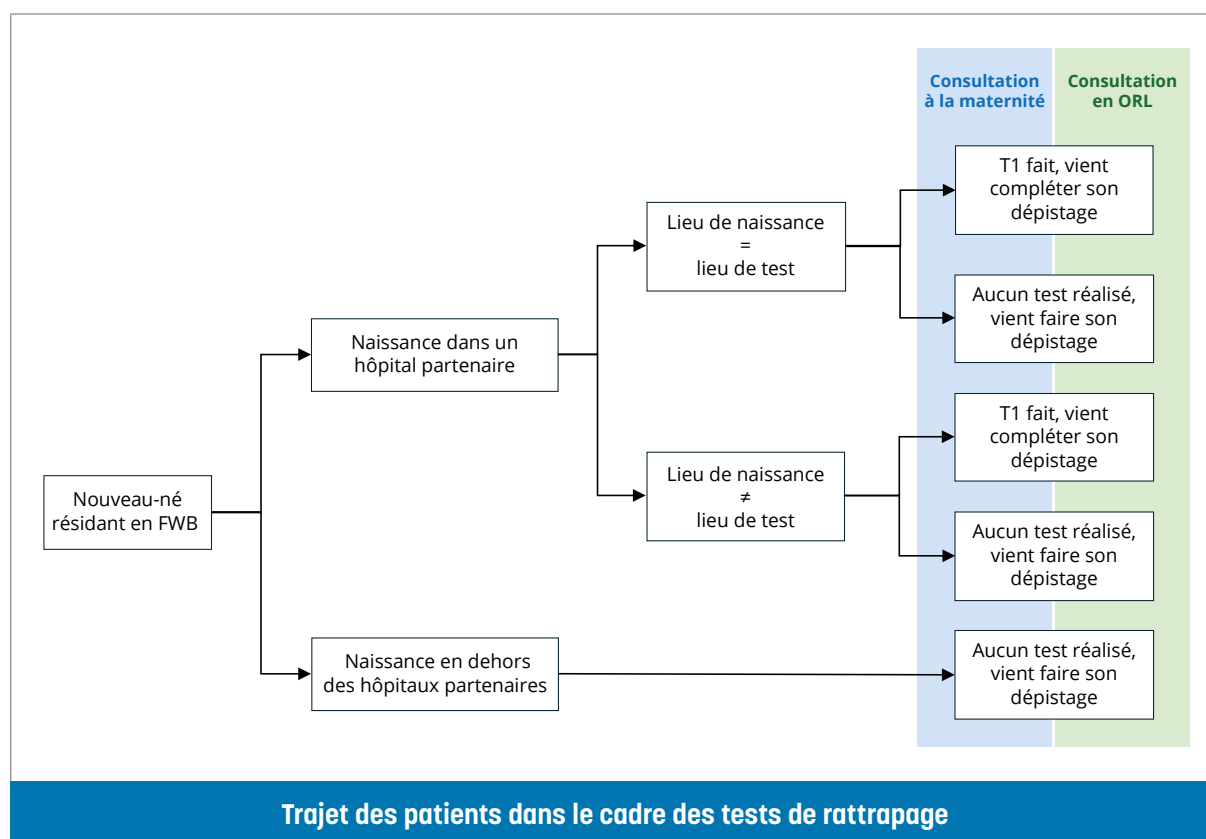 Consultation
à la maternité
Consultation
en ORL
T1 fait, vient
compléter son
dépistage
Lieu de naissance
=
lieu de test
Aucun test réalisé,
vient faire son
dépistage
Naissance dans un
hôpital partenaire
T1 fait, vient
compléter son
dépistage
Lieu de naissance
≠
lieu de test
Nouveau-né
résidant en FWB
Aucun test réalisé,
vient faire son
dépistage
Naissance en dehors
des hôpitaux partenaires
Aucun test réalisé,
vient faire son
dépistage
Trajet des patients dans le cadre des tests de rattrapage